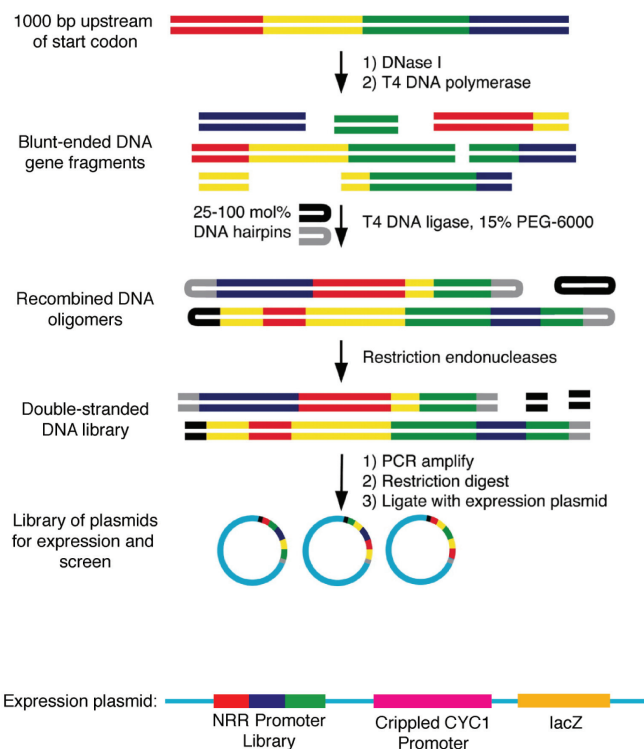 1000 bp upstream
of start codon
1) DNase I
2) T4 DNA polymerase
Blunt-ended DNA
gene fragments
25-100 mol%
DNA hairpins
T4 DNA ligase, 15% PEG-6000
Recombined DNA
oligomers
Restriction endonucleases
Double-stranded
DNA library
1) PCR amplify
2) Restriction digest
3) Ligate with expression plasmid
Library of plasmids
for expression and
screen
Expression plasmid:
NRR Promoter
Library
Crippled CYC1
Promoter
lacZ